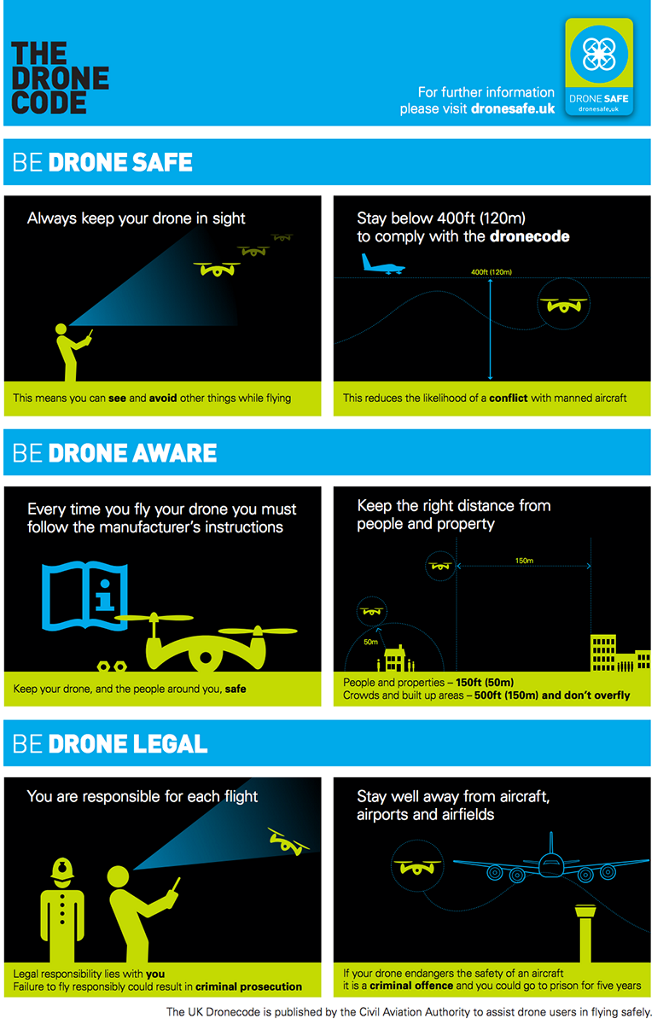 THE
DRONE
CODE
For further information
please visit dronesafe.uk
DRONE SAFE
dronesafe.uk
BE DRONE SAFE
Always keep your drone in sight
This means you can see and avoid other things while flying
Stay below 400ft (120m)
to comply with the dronecode
400ft (120m)
This reduces the likelihood of a conflict with manned aircraft
BE DRONE AWARE
Every time you fly your drone you must
follow the manufacturer's instructions
i
Keep your drone, and the people around you, safe
Keep the right distance from
people and property
150m
50m
People and properties – 150ft (50m)
Crowds and built up areas – 500ft (150m) and don't overfly
BE DRONE LEGAL
You are responsible for each flight
Legal responsibility lies with you
Failure to fly responsibly could result in criminal prosecution
Stay well away from aircraft,
airports and airfields
If your drone endangers the safety of an aircraft
it is a criminal offence and you could go to prison for five years
The UK Dronecode is published by the Civil Aviation Authority to assist drone users in flying safely.